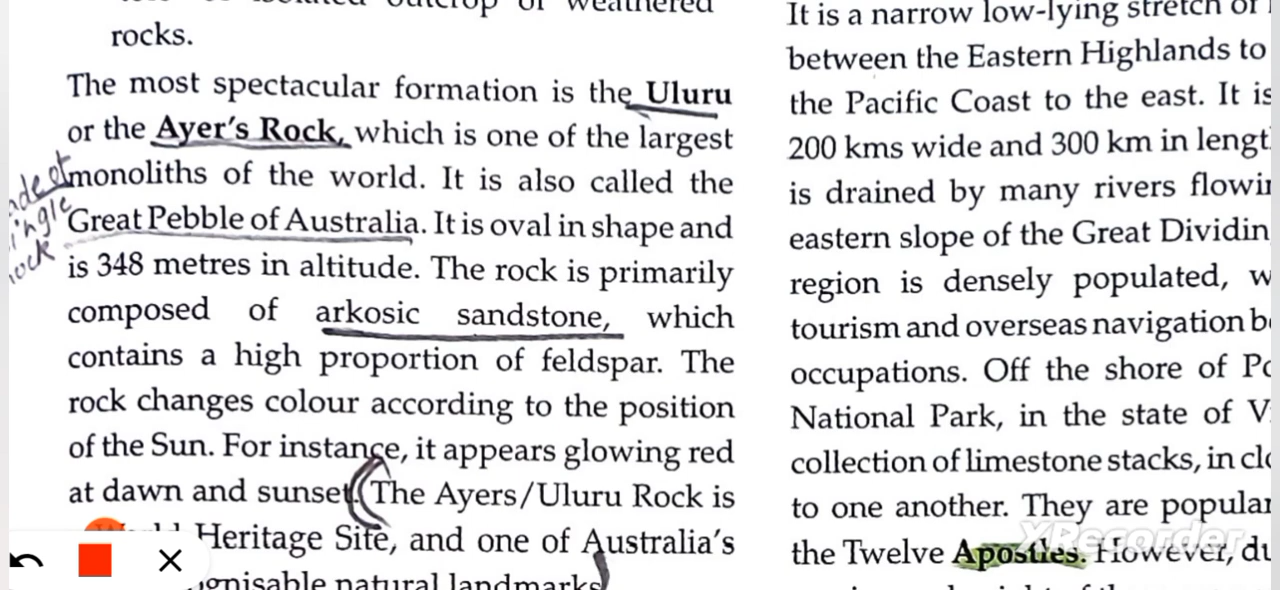 rocks.
The most spectacular formation is the Uluru
or the Ayer's Rock, which is one of the largest
monoliths of the world. It is also called the
Great Pebble of Australia. It is oval in shape and
is 348 metres in altitude. The rock is primarily
composed of arkosic sandstone, which
contains a high proportion of feldspar. The
rock changes colour according to the position
of the Sun. For instance, it appears glowing red
at dawn and sunset. The Ayers/Uluru Rock is
Heritage Site, and one of Australia's
natural landmarks
It is a narrow low-lying stretch of
between the Eastern Highlands to
the Pacific Coast to the east. It is
200 kms wide and 300 km in
is drained by many rivers
eastern slope of the Great
region is densely populated,
tourism and overseas navigation
occupations. Off the shore of
National Park, in the state of
collection of limestone stacks, in
to one another. They are
the Twelve Apostles. However,
XRecorder